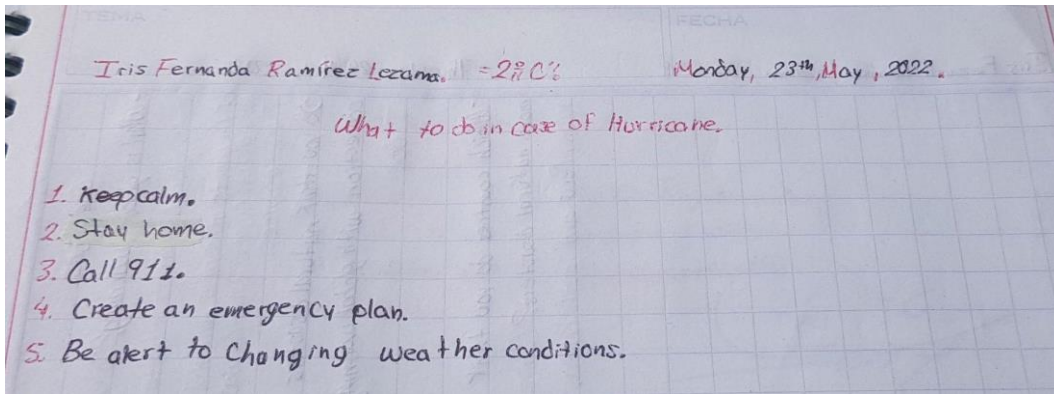 TEMA
FECHA
Iris Fernanda Ramírez Lezama. =2º C
Monday, 23th, May, 2022.
What to do in case of Hurricane.
1. Keep calm.
2. Stay home.
3. Call 911.
4. Create an emergency plan.
5. Be alert to changing weather conditions.